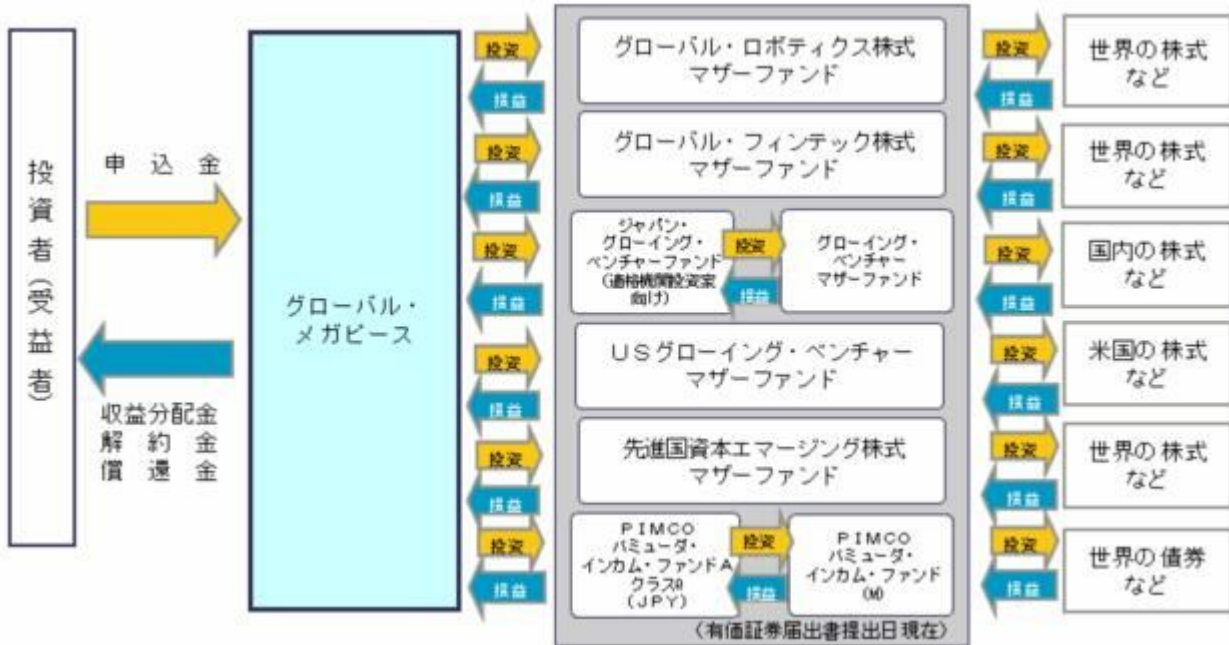 投資者（受益者）
申　込　金
収益分配金
解　約　金
償　還　金
グローバル・
メガピース
投資
損益
投資
損益
投資
損益
投資
損益
投資
損益
投資
損益
グローバル・ロボティクス株式
マザーファンド
グローバル・フィンテック株式
マザーファンド
ジャパン・
グローイング・
ベンチャーファンド
（適格機関投資家
向け）
投資
損益
グローイング・
ベンチャー
マザーファンド
ＵＳグローイング・ベンチャー
マザーファンド
先進国資本エマージング株式
マザーファンド
ＰＩＭＣＯ
バミューダ・
インカム・ファンドＡ
（ＪＰＹ）
投資
損益
ＰＩＭＣＯ
バミューダ・
インカム・ファンド
(M)
（有価証券届出書提出日現在）
投資
損益
投資
損益
投資
損益
投資
損益
投資
損益
投資
損益
世界の株式
など
世界の株式
など
国内の株式
など
米国の株式
など
世界の株式
など
世界の債券
など